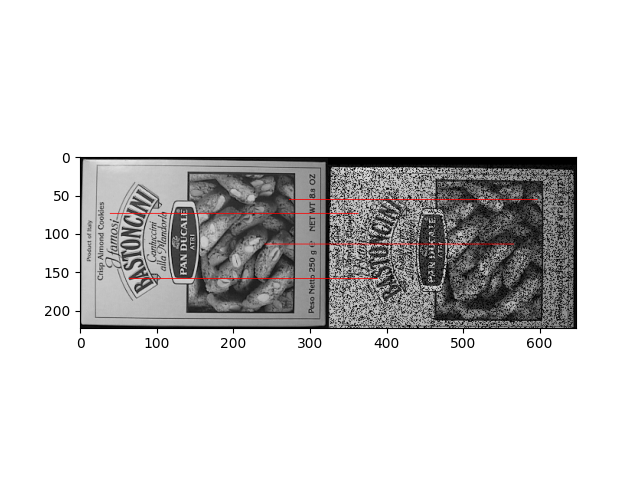 0
50
100
150
200
Product of Italy
Crisp Almond Cookies
I famosi
BASTONCINI
Cantuccini
alla Mandorla
PAN DUCALE
ATRI
Peso Netto 250 g e NET WT 8.8 OZ
BASTONCINI
PAN DUCALE
0
100
200
300
400
500
600